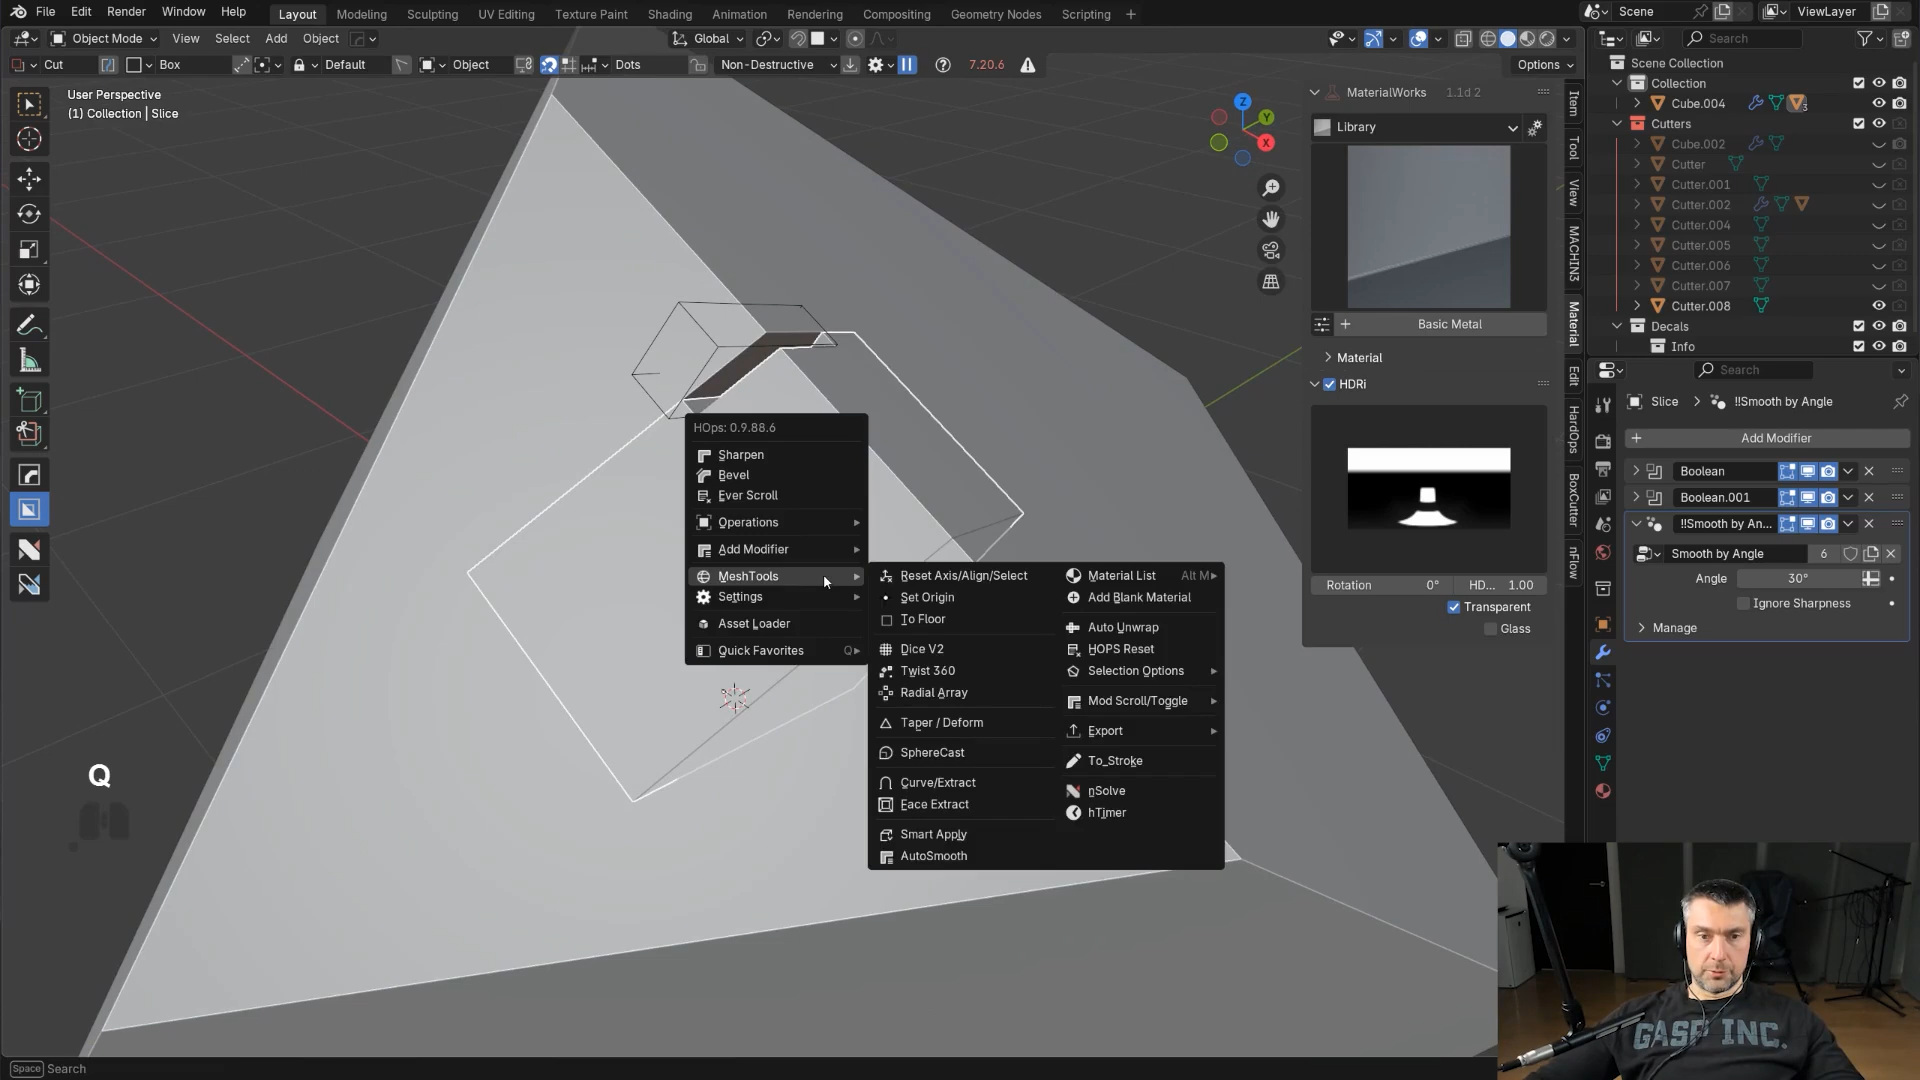 File Edit Render Window Help
Layout Modeling Sculpting UV Editing Texture Paint Shading Animation Rendering Compositing Geometry Nodes Scripting +
Scene ViewLayer
Object Mode View Select Add Object Global
Search
Cut Box Default Object Dots Non-Destructive 7.20.6 Options
User Perspective
(1) Collection | Slice
Z
Y
X
MaterialWorks 1.1d 2
Library
Basic Metal
Material
HDRi
Rotation 0° HD... 1.00
Transparent
Glass
Item
Tool
View
MACHIN3
Material
Edit
HardOps
BoxCutter
nFlow
Scene Collection
Collection
Cube.004 3
Cutters
Cube.002
Cutter
Cutter.001
Cutter.002
Cutter.004
Cutter.005
Cutter.006
Cutter.007
Cutter.008
Decals
Info
Search
Slice > !!Smooth by Angle
Add Modifier
Boolean
Boolean.001
!!Smooth by An...
Smooth by Angle 6
Angle 30°
Ignore Sharpness
Manage
HOps: 0.9.88.6
Sharpen
Bevel
Ever Scroll
Operations
Add Modifier
MeshTools
Settings
Asset Loader
Quick Favorites Q
Reset Axis/Align/Select
Set Origin
To Floor
Dice V2
Twist 360
Radial Array
Taper / Deform
SphereCast
Curve/Extract
Face Extract
Smart Apply
AutoSmooth
Material List Alt M
Add Blank Material
Auto Unwrap
HOPS Reset
Selection Options
Mod Scroll/Toggle
Export
To_Stroke
nSolve
hTimer
Q
GASP INC.
Space Search